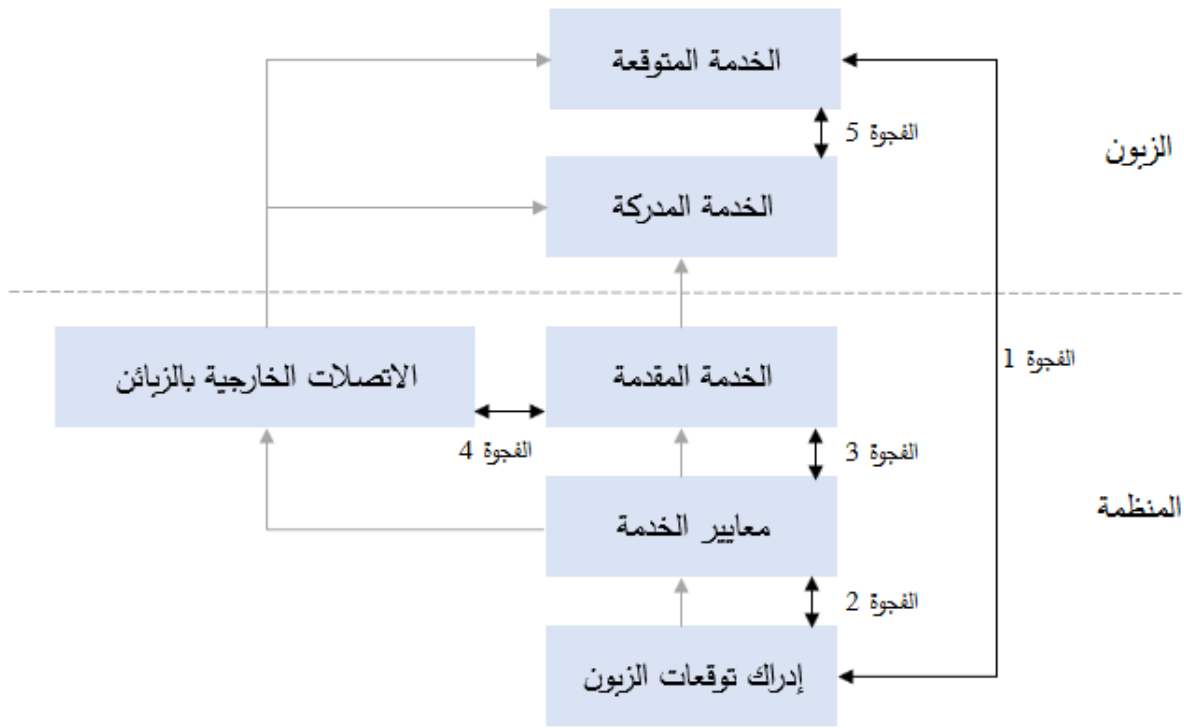 الخدمة المتوقعة
الفجوة 5
الزبون
الخدمة المدركة
الاتصلات الخارجية بالزبائن
الخدمة المقدمة
الفجوة 1
الفجوة 4
الفجوة 3
المنظمة
معايير الخدمة
الفجوة 2
إدراك توقعات الزبون